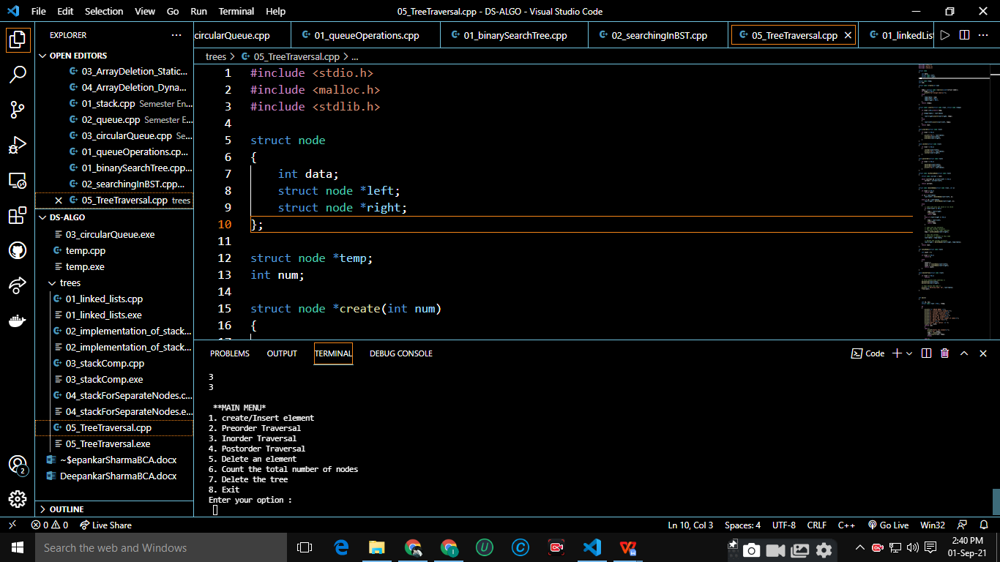 File Edit Selection View Go Run Terminal Help
05_TreeTraversal.cpp - DS-ALGO - Visual Studio Code
EXPLORER
OPEN EDITORS
03_ArrayDeletion_Static...
04_ArrayDeletion_Dyna...
01_stack.cpp Semester En...
02_queue.cpp Semester E...
03_circularQueue.cpp Se...
01_queueOperations.cp...
01_binarySearchTree.cpp...
02_searchingInBST.cpp...
05_TreeTraversal.cpp trees
DS-ALGO
03_circularQueue.exe
temp.cpp
temp.exe
trees
01_linked_lists.cpp
01_linked_lists.exe
02_implementation_of_stack...
02_implementation_of_stack...
03_stackComp.cpp
03_stackComp.exe
04_stackForSeparateNodes.c...
04_stackForSeparateNodes.e...
05_TreeTraversal.cpp
05_TreeTraversal.exe
~$epankarSharmaBCA.docx
DeepankarSharmaBCA.docx
OUTLINE
circularQueue.cpp 01_queueOperations.cpp 01_binarySearchTree.cpp 02_searchingInBST.cpp 05_TreeTraversal.cpp 01_linkedLis
trees > 05_TreeTraversal.cpp > ...
1 #include <stdio.h>
2 #include <malloc.h>
3 #include <stdlib.h>
4
5 struct node
6 {
7 int data;
8 struct node *left;
9 struct node *right;
10 };
11
12 struct node *temp;
13 int num;
14
15 struct node *create(int num)
16 {
PROBLEMS OUTPUT TERMINAL DEBUG CONSOLE
Code
3
3
**MAIN MENU*
1. create/Insert element
2. Preorder Traversal
3. Inorder Traversal
4. Postorder Traversal
5. Delete an element
6. Count the total number of nodes
7. Delete the tree
8. Exit
Enter your option :
2
0 0 Live Share
Ln 10, Col 3 Spaces: 4 UTF-8 CRLF C++ Go Live Win32
Search the web and Windows
2:40 PM
01-Sep-21